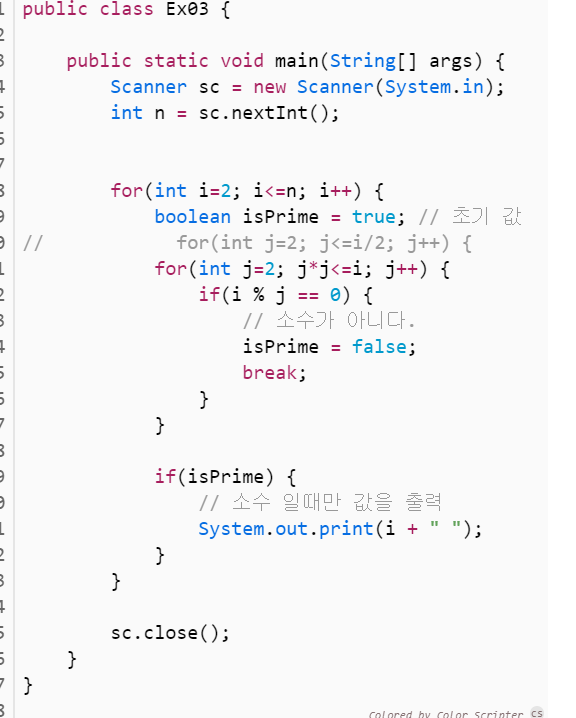 1 public class Ex03 {
2
3 public static void main(String[] args) {
4 Scanner sc = new Scanner(System.in);
5 int n = sc.nextInt();
6
7
8 for(int i=2; i<=n; i++) {
9 boolean isPrime = true; // 초기 값
0 // for(int j=2; j<=i/2; j++) {
1 for(int j=2; j*j<=i; j++) {
2 if(i % j == 0) {
3 // 소수가 아니다.
4 isPrime = false;
5 break;
6 }
7 }
8
9 if(isPrime) {
0 // 소수 일때만 값을 출력
1 System.out.print(i + " ");
2 }
3 }
4
5 sc.close();
6 }
7 }
8
Colored by Color Scripter cs